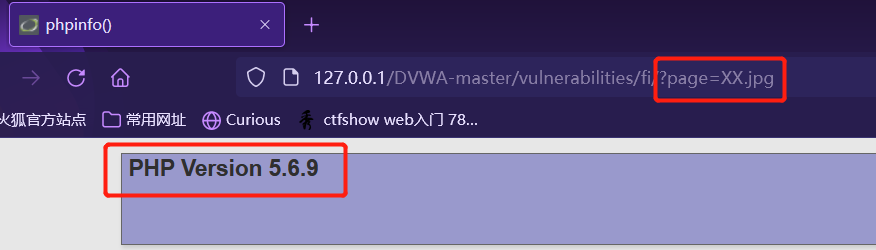 phpinfo()
127.0.0.1/DVWA-master/vulnerabilities/fi/?page=XX.jpg
火狐官方站点 常用网址 Curious ctfshow web入门 78...
PHP Version 5.6.9